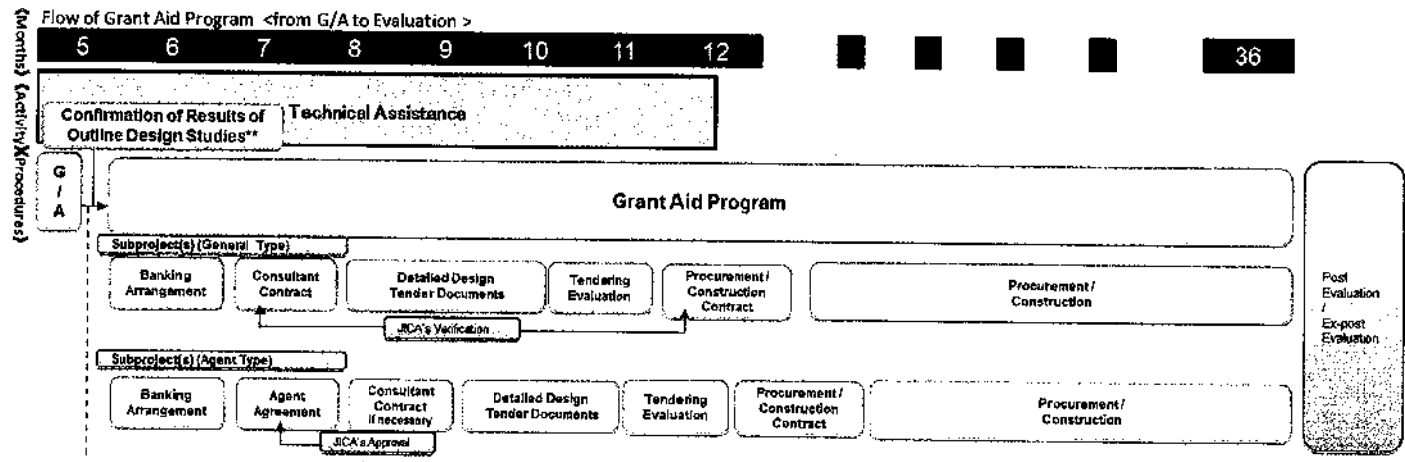 Flow of Grant Aid Program <from G/A to Evaluation >
{Months}
5 6 7 8 9 10 11 12 36
{Activity}{Procedures}
Technical Assistance
Confirmation of Results of
Outline Design Studies**
G
/
A
Grant Aid Program
Subproject(s) (General Type)
Banking
Arrangement
Consultant
Contract
Detailed Design
Tender Documents
Tendering
Evaluation
Procurement /
Construction
Contract
Procurement /
Construction
JICA's Verification
Subproject(s) (Agent Type)
Banking
Arrangement
Agent
Agreement
Consultant
Contract
if necessary
Detailed Design
Tender Documents
Tendering
Evaluation
Procurement /
Construction
Contract
Procurement /
Construction
JICA's Approval
Post
Evaluation
/
Ex-post
Evaluation